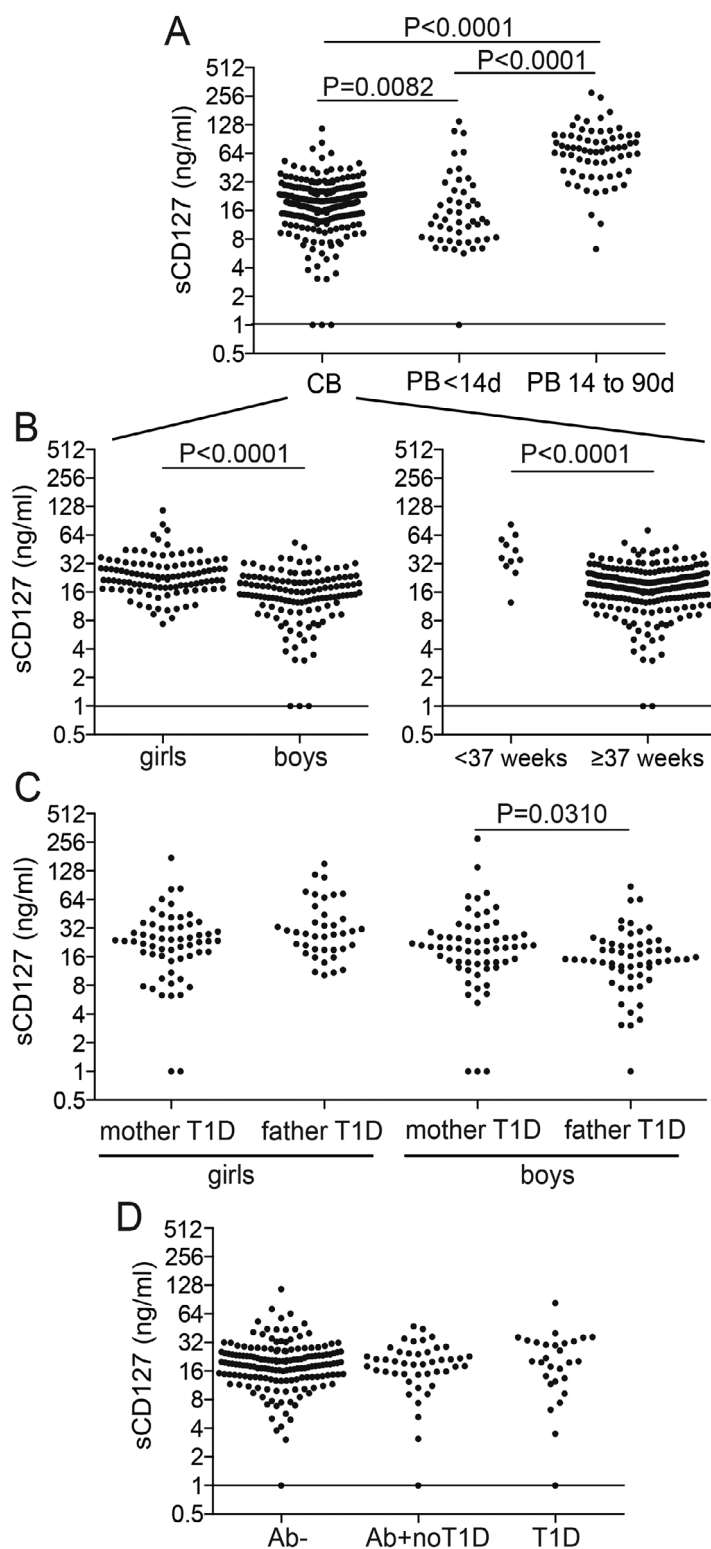 A
P<0.0001
P<0.0001
P=0.0082
512
256
128
64
32
16
8
4
2
1
0.5
sCD127 (ng/ml)
CB PB<14d PB 14 to 90d
B
P<0.0001
512
256
128
64
32
16
8
4
2
1
0.5
sCD127 (ng/ml)
girls boys
P<0.0001
512
256
128
64
32
16
8
4
2
1
0.5
sCD127 (ng/ml)
<37 weeks ≥37 weeks
C
P=0.0310
512
256
128
64
32
16
8
4
2
1
0.5
sCD127 (ng/ml)
mother T1D father T1D mother T1D father T1D
girls boys
D
512
256
128
64
32
16
8
4
2
1
0.5
sCD127 (ng/ml)
Ab- Ab+noT1D T1D